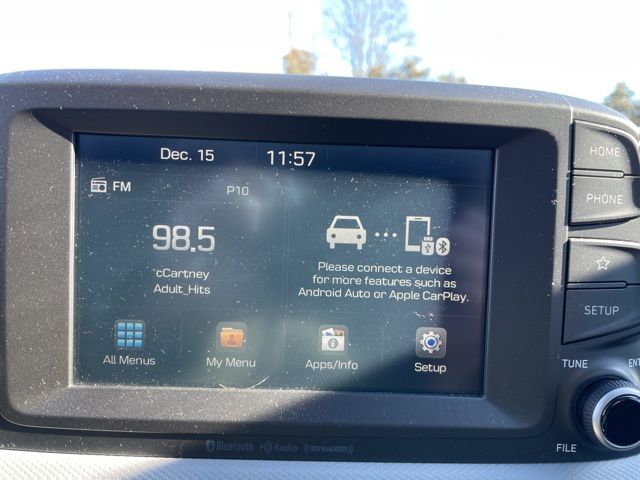 Dec. 15 11:57
FM P10
98.5
'cCartney
Adult_Hits
Please connect a device
for more features such as
Android Auto or Apple CarPlay.
All Menus My Menu Apps/Info Setup
HOME
PHONE
SETUP
TUNE ENT
FILE
Bluetooth HD Radio ((SiriusXM))